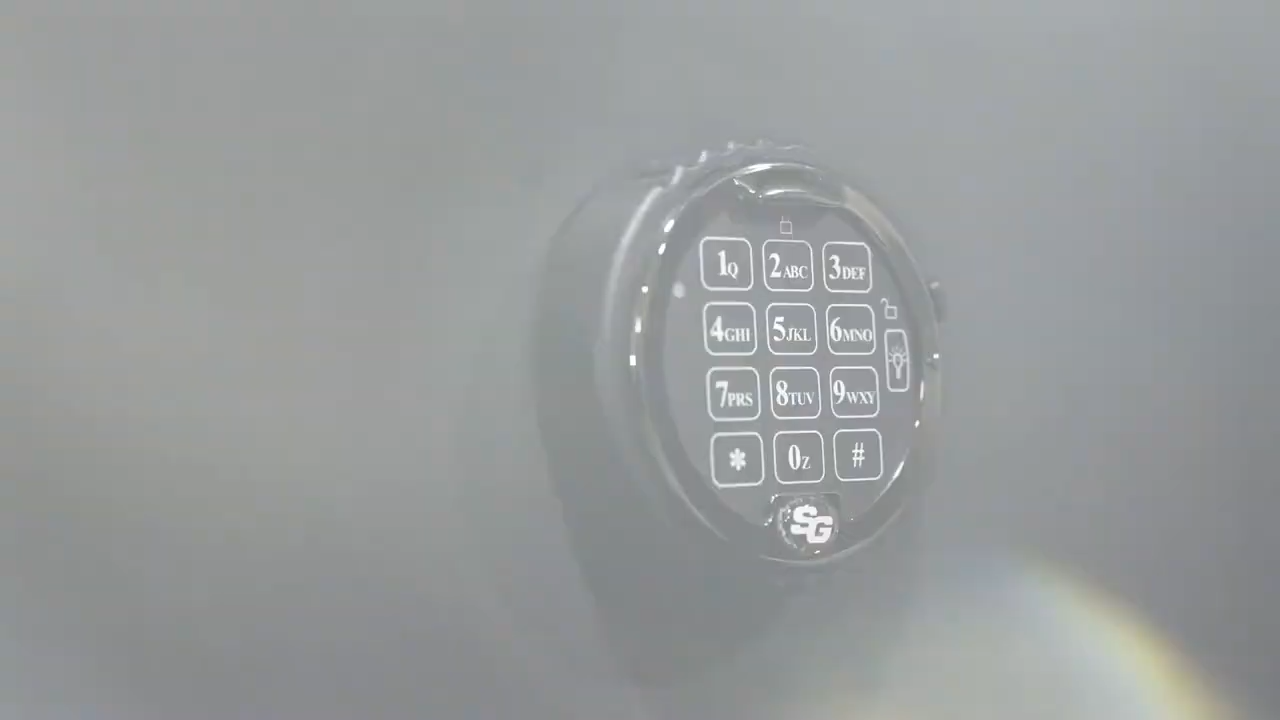 1Q 2ABC 3DEF
4GHI 5JKL 6MNO
7PRS 8TUV 9WXY
* 0Z #
SG